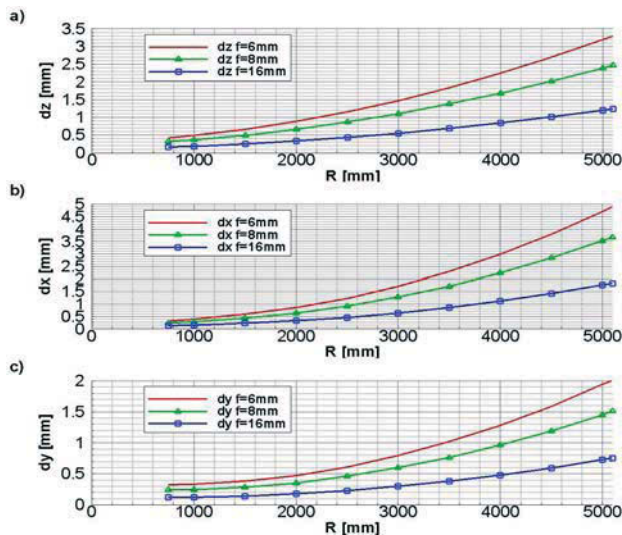 a)
3.5
3
2.5
2
1.5
1
0.5
0
dz [mm]
dz f=6mm
dz f=8mm
dz f=16mm
0 1000 2000 3000 4000 5000
R [mm]
b)
5
4.5
4
3.5
3
2.5
2
1.5
1
0.5
0
dx [mm]
dx f=6mm
dx f=8mm
dx f=16mm
0 1000 2000 3000 4000 5000
R [mm]
c)
2
1.5
1
0.5
0
dy [mm]
dy f=6mm
dy f=8mm
dy f=16mm
0 1000 2000 3000 4000 5000
R [mm]